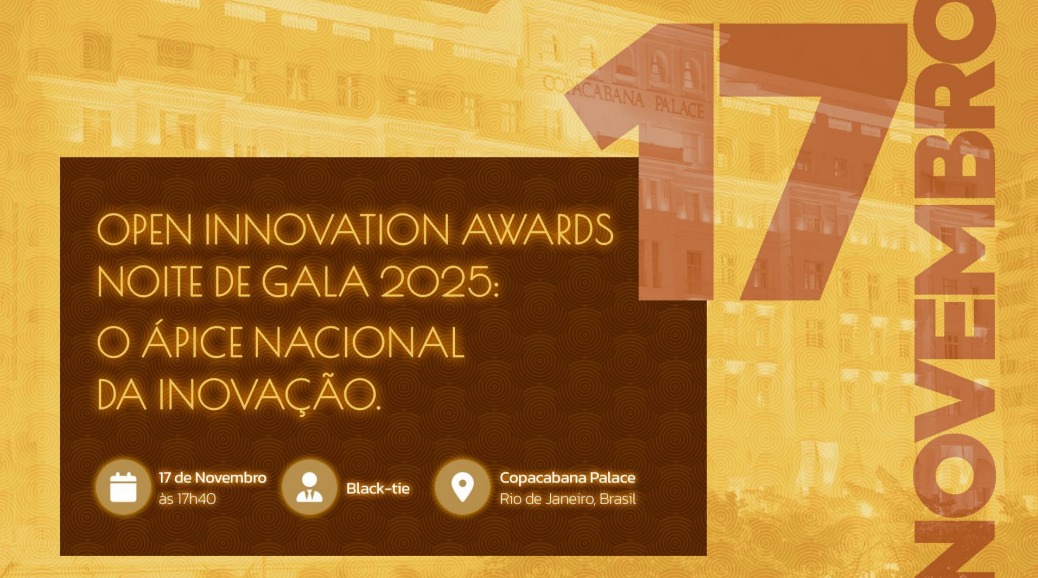 COPACABANA PALACE
17
NOVEMBRO
OPEN INNOVATION AWARDS
NOITE DE GALA 2025:
O ÁPICE NACIONAL
DA INOVAÇÃO.
17 de Novembro
às 17h40
Black-tie
Copacabana Palace
Rio de Janeiro, Brasil